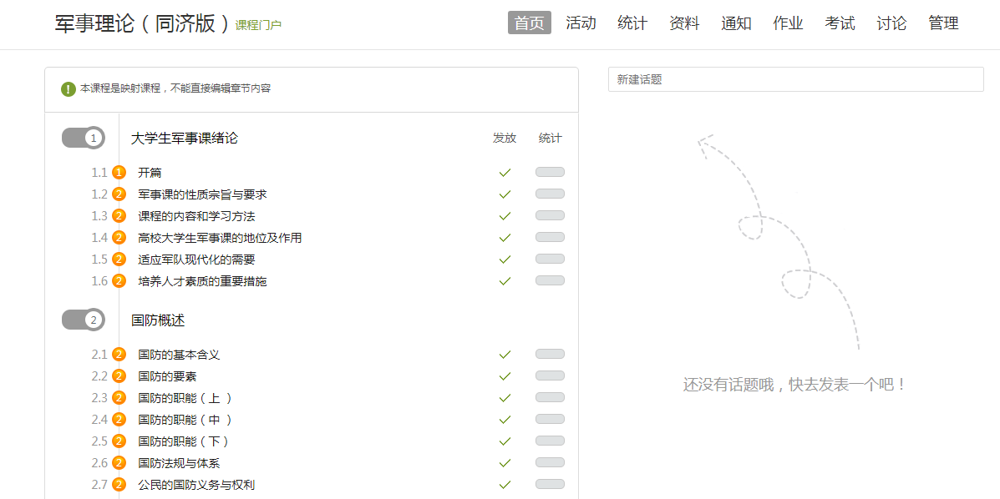 军事理论（同济版）课程门户
首页 活动 统计 资料 通知 作业 考试 讨论 管理
! 本课程是映射课程，不能直接编辑章节内容
1 大学生军事课绪论 发放 统计
1.1 1 开篇
1.2 2 军事课的性质宗旨与要求
1.3 2 课程的内容和学习方法
1.4 2 高校大学生军事课的地位及作用
1.5 2 适应军队现代化的需要
1.6 2 培养人才素质的重要措施
2 国防概述
2.1 2 国防的基本含义
2.2 2 国防的要素
2.3 2 国防的职能（上 ）
2.4 2 国防的职能（中 ）
2.5 2 国防的职能（下）
2.6 2 国防法规与体系
2.7 2 公民的国防义务与权利
新建话题
还没有话题哦，快去发表一个吧！